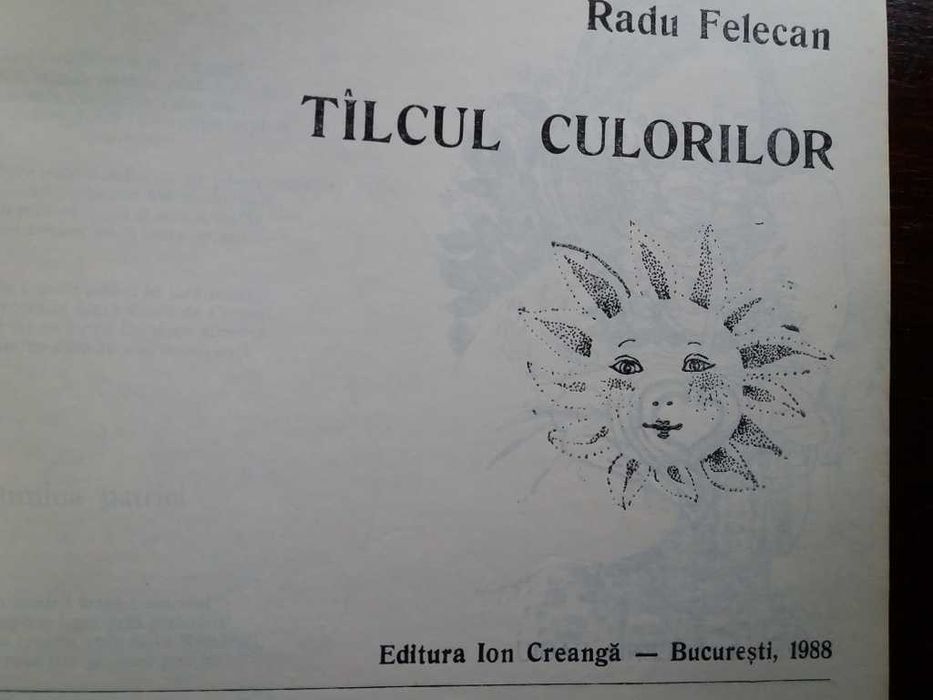 Radu Felecan
TÎLCUL CULORILOR
Editura Ion Creangă — București, 1988